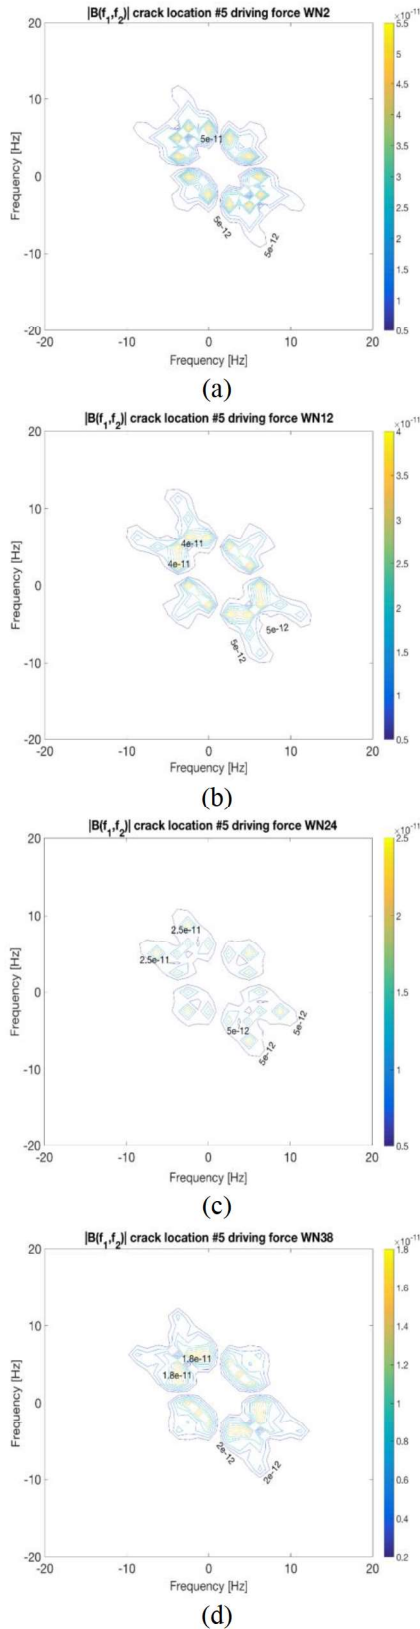 |B(f₁,f₂)| crack location #5 driving force WN2
×10⁻¹¹
20
10
0
-10
-20
Frequency [Hz]
5e-11
5e-12
5e-12
5.5
5
4.5
4
3.5
3
2.5
2
1.5
1
0.5
-20 -10 0 10 20
Frequency [Hz]
(a)
|B(f₁,f₂)| crack location #5 driving force WN12
×10⁻¹¹
20
10
0
-10
-20
Frequency [Hz]
4e-11
4e-11
5e-12
5e-12
4
3.5
3
2.5
2
1.5
1
0.5
-20 -10 0 10 20
Frequency [Hz]
(b)
|B(f₁,f₂)| crack location #5 driving force WN24
×10⁻¹¹
20
10
0
-10
-20
Frequency [Hz]
2.5e-11
2.5e-11
5e-12
5e-12
5e-12
2.5
2
1.5
1
0.5
-20 -10 0 10 20
Frequency [Hz]
(c)
|B(f₁,f₂)| crack location #5 driving force WN38
×10⁻¹¹
20
10
0
-10
-20
Frequency [Hz]
1.8e-11
1.8e-11
2e-12
2e-12
1.8
1.6
1.4
1.2
1
0.8
0.6
0.4
0.2
-20 -10 0 10 20
Frequency [Hz]
(d)